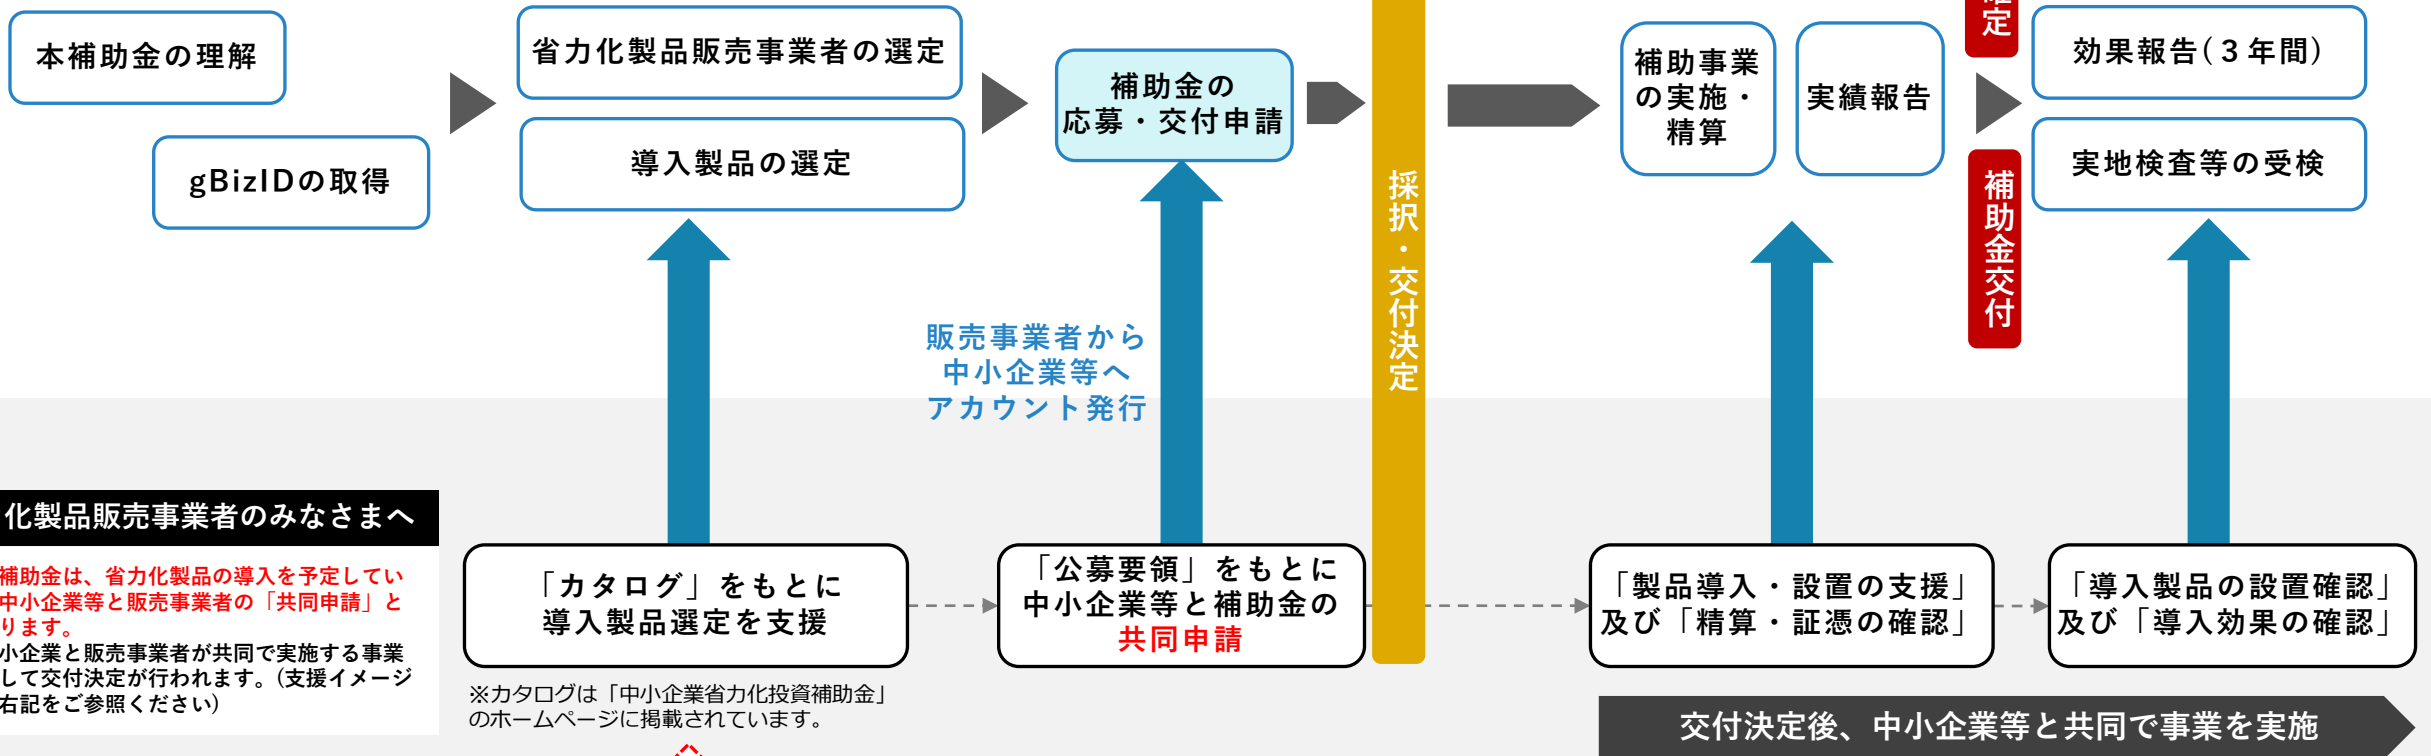 本補助金の理解
gBizIDの取得
省力化製品販売事業者の選定
導入製品の選定
補助金の
応募・交付申請
採択・交付決定
補助事業
の実施・
精算
実績報告
定
補助金交付
効果報告(３年間)
実地検査等の受検
販売事業者から
中小企業等へ
アカウント発行
化製品販売事業者のみなさまへ
補助金は、省力化製品の導入を予定してい
中小企業等と販売事業者の「共同申請」と
ります。
小企業と販売事業者が共同で実施する事業
して交付決定が行われます。(支援イメージ
右記をご参照ください)
「カタログ」をもとに
導入製品選定を支援
※カタログは「中小企業省力化投資補助金」
のホームページに掲載されています。
「公募要領」をもとに
中小企業等と補助金の
共同申請
「製品導入・設置の支援」
及び「精算・証憑の確認」
「導入製品の設置確認」
及び「導入効果の確認」
交付決定後、中小企業等と共同で事業を実施